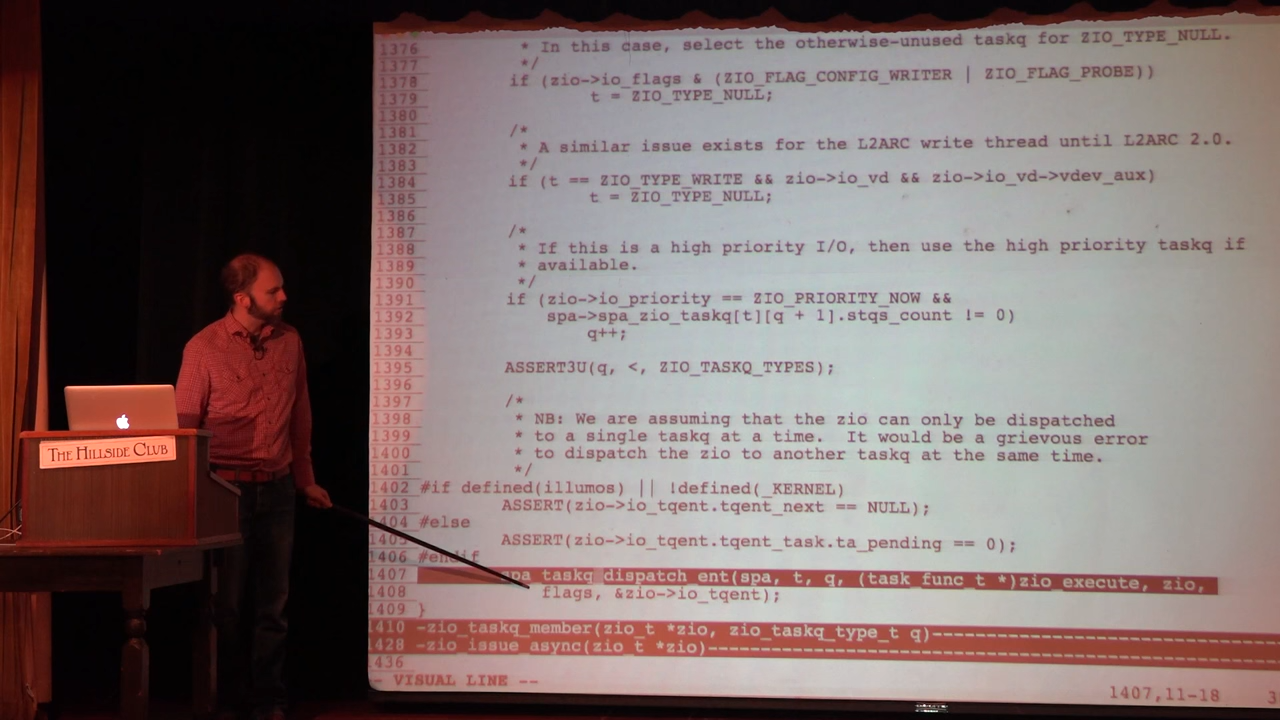 THE HILLSIDE CLUB
1376 * In this case, select the otherwise-unused taskq for ZIO_TYPE_NULL.
1377 */
1378 if (zio->io_flags & (ZIO_FLAG_CONFIG_WRITER | ZIO_FLAG_PROBE))
1379 t = ZIO_TYPE_NULL;
1380
1381 /*
1382 * A similar issue exists for the L2ARC write thread until L2ARC 2.0.
1383 */
1384 if (t == ZIO_TYPE_WRITE && zio->io_vd && zio->io_vd->vdev_aux)
1385 t = ZIO_TYPE_NULL;
1386
1387 /*
1388 * If this is a high priority I/O, then use the high priority taskq if
1389 * available.
1390 */
1391 if (zio->io_priority == ZIO_PRIORITY_NOW &&
1392 spa->spa_zio_taskq[t][q + 1].stqs_count != 0)
1393 q++;
1394
1395 ASSERT3U(q, <, ZIO_TASKQ_TYPES);
1396
1397 /*
1398 * NB: We are assuming that the zio can only be dispatched
1399 * to a single taskq at a time. It would be a grievous error
1400 * to dispatch the zio to another taskq at the same time.
1401 */
1402 #if defined(illumos) || !defined(_KERNEL)
1403 ASSERT(zio->io_tqent.tqent_next == NULL);
1404 #else
1405 ASSERT(zio->io_tqent.tqent_task.ta_pending == 0);
1406 #endif
1407 spa_taskq_dispatch_ent(spa, t, q, (task_func_t *)zio_execute, zio,
1408 flags, &zio->io_tqent);
1409 }
1410 -zio_taskq_member(zio_t *zio, zio_taskq_type_t q)--------------------------------
1428 -zio_issue_async(zio_t *zio)-----------------------------------------------------
1436
-- VISUAL LINE -- 1407,11-18 3